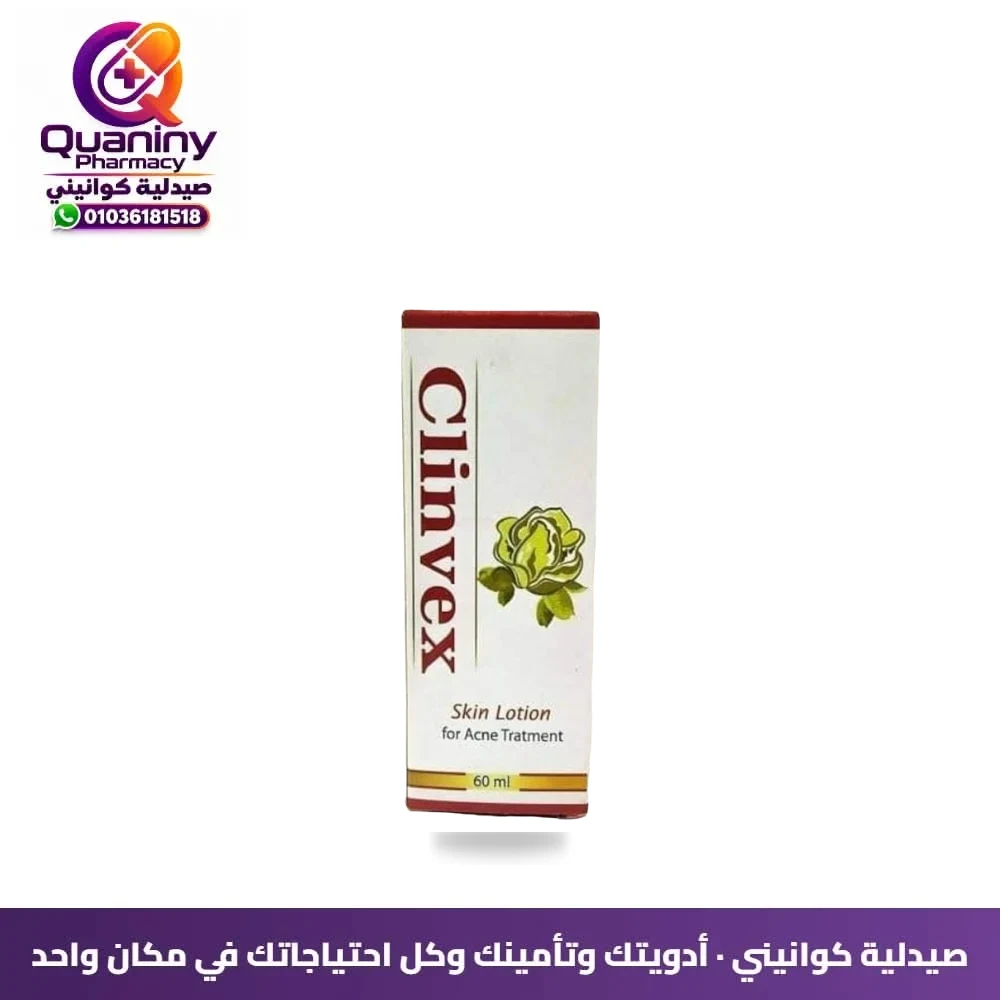 Quaniny
Pharmacy
صيدلية كوانيني
01036181518
Clinvex
Skin Lotion
for Acne Tratment
60 ml
صيدلية كوانيني · أدويتك وتأمينك وكل احتياجاتك في مكان واحد